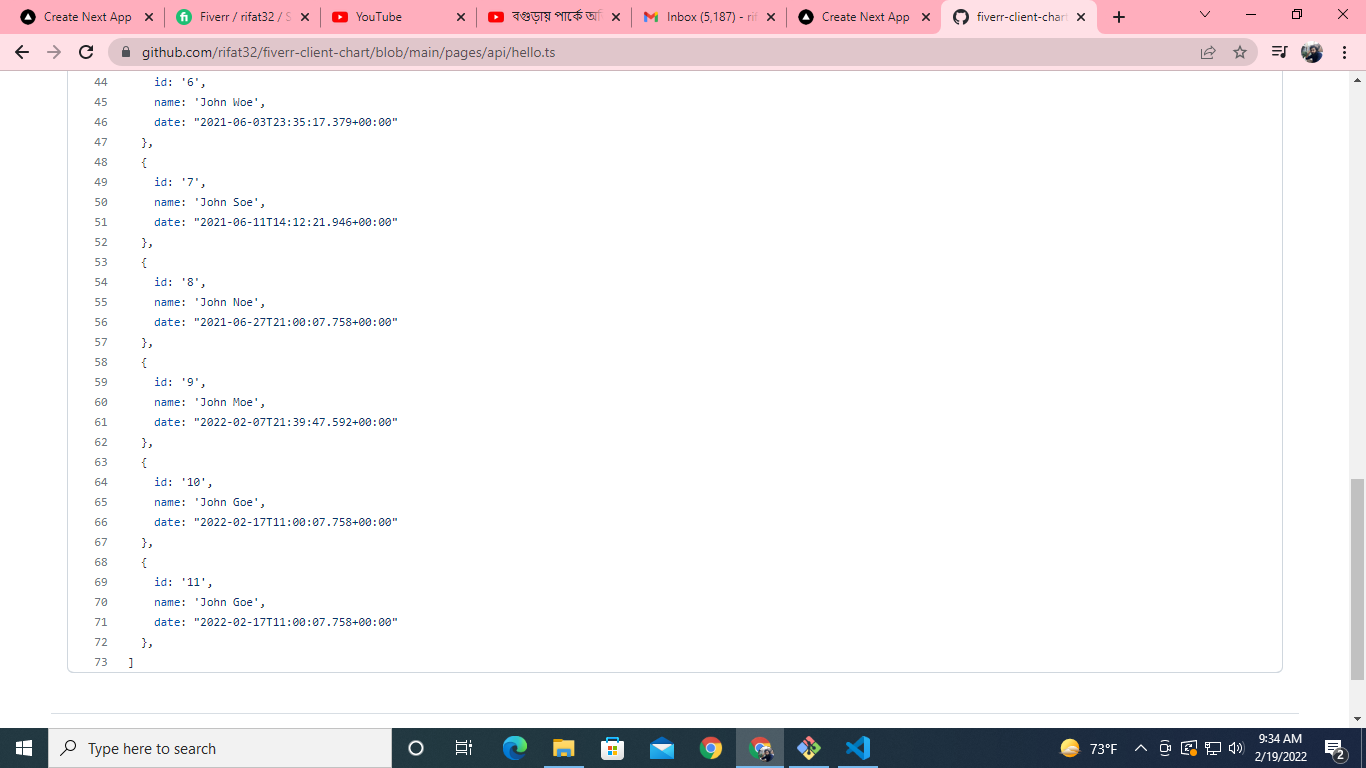 Create Next App
Fiverr / rifat32 / S
YouTube
বগুড়ায় পার্কে
Inbox (5,187) - rif
Create Next App
fiverr-client-chart
github.com/rifat32/fiverr-client-chart/blob/main/pages/api/hello.ts
44 id: '6',
45 name: 'John Woe',
46 date: "2021-06-03T23:35:17.379+00:00"
47 },
48 {
49 id: '7',
50 name: 'John Soe',
51 date: "2021-06-11T14:12:21.946+00:00"
52 },
53 {
54 id: '8',
55 name: 'John Noe',
56 date: "2021-06-27T21:00:07.758+00:00"
57 },
58 {
59 id: '9',
60 name: 'John Moe',
61 date: "2022-02-07T21:39:47.592+00:00"
62 },
63 {
64 id: '10',
65 name: 'John Goe',
66 date: "2022-02-17T11:00:07.758+00:00"
67 },
68 {
69 id: '11',
70 name: 'John Goe',
71 date: "2022-02-17T11:00:07.758+00:00"
72 },
73 ]
Type here to search
73°F
9:34 AM
2/19/2022
2